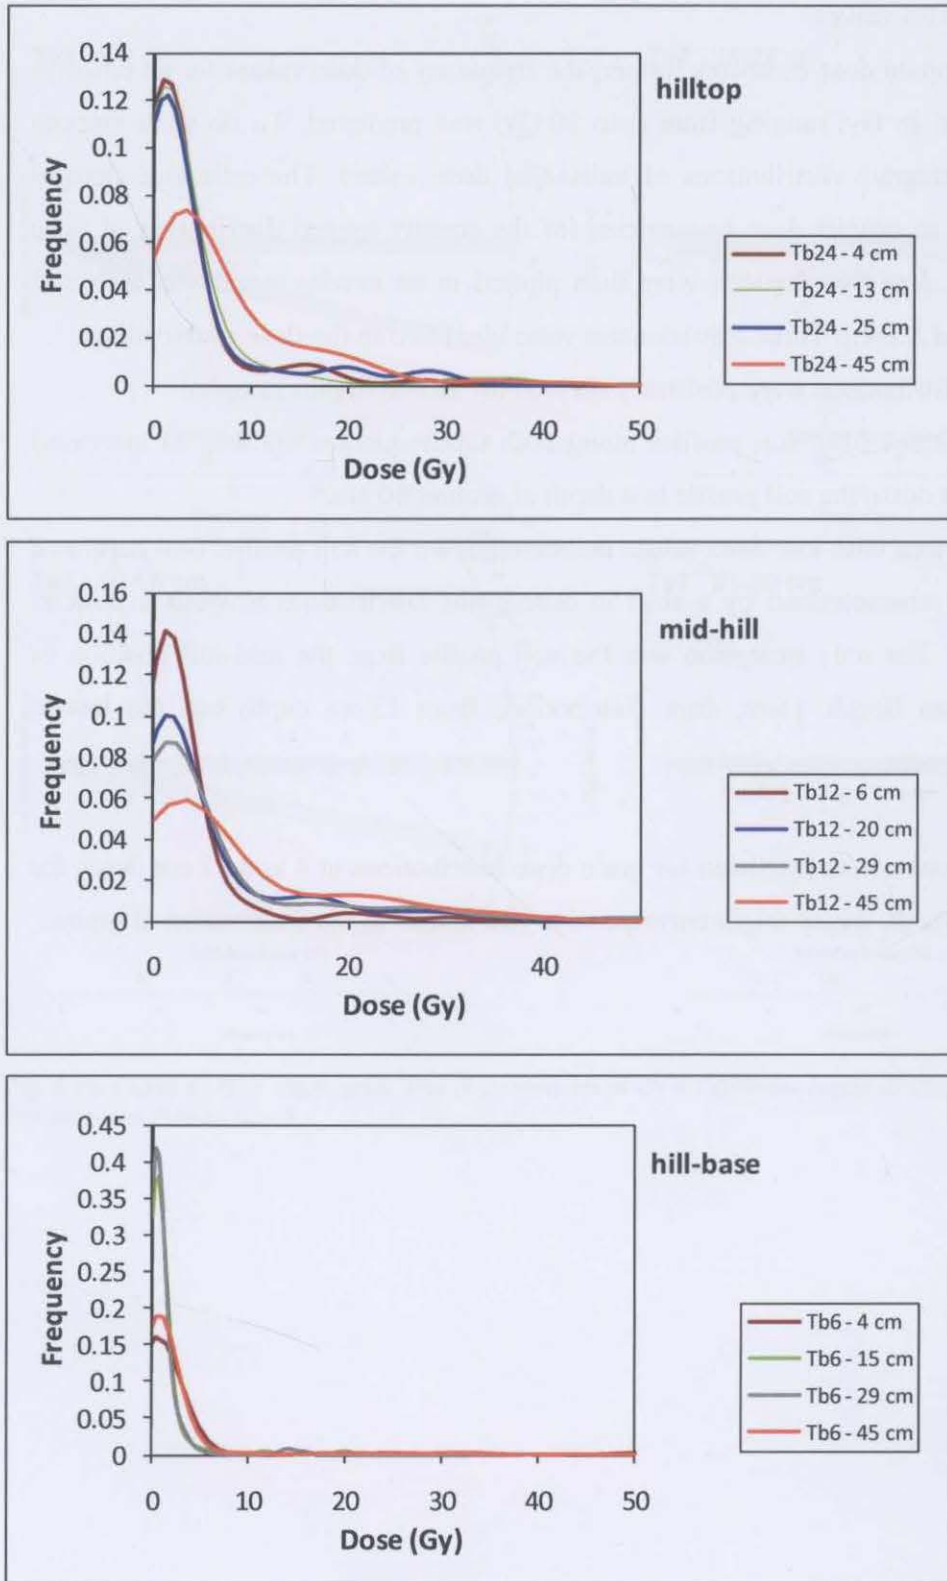 hilltop
0.14
0.12
0.1
0.08
0.06
0.04
0.02
0
Frequency
0 10 20 30 40 50
Dose (Gy)
Tb24 - 4 cm
Tb24 - 13 cm
Tb24 - 25 cm
Tb24 - 45 cm
mid-hill
0.16
0.14
0.12
0.1
0.08
0.06
0.04
0.02
0
Frequency
0 20 40
Dose (Gy)
Tb12 - 6 cm
Tb12 - 20 cm
Tb12 - 29 cm
Tb12 - 45 cm
hill-base
0.45
0.4
0.35
0.3
0.25
0.2
0.15
0.1
0.05
0
Frequency
0 10 20 30 40 50
Dose (Gy)
Tb6 - 4 cm
Tb6 - 15 cm
Tb6 - 29 cm
Tb6 - 45 cm